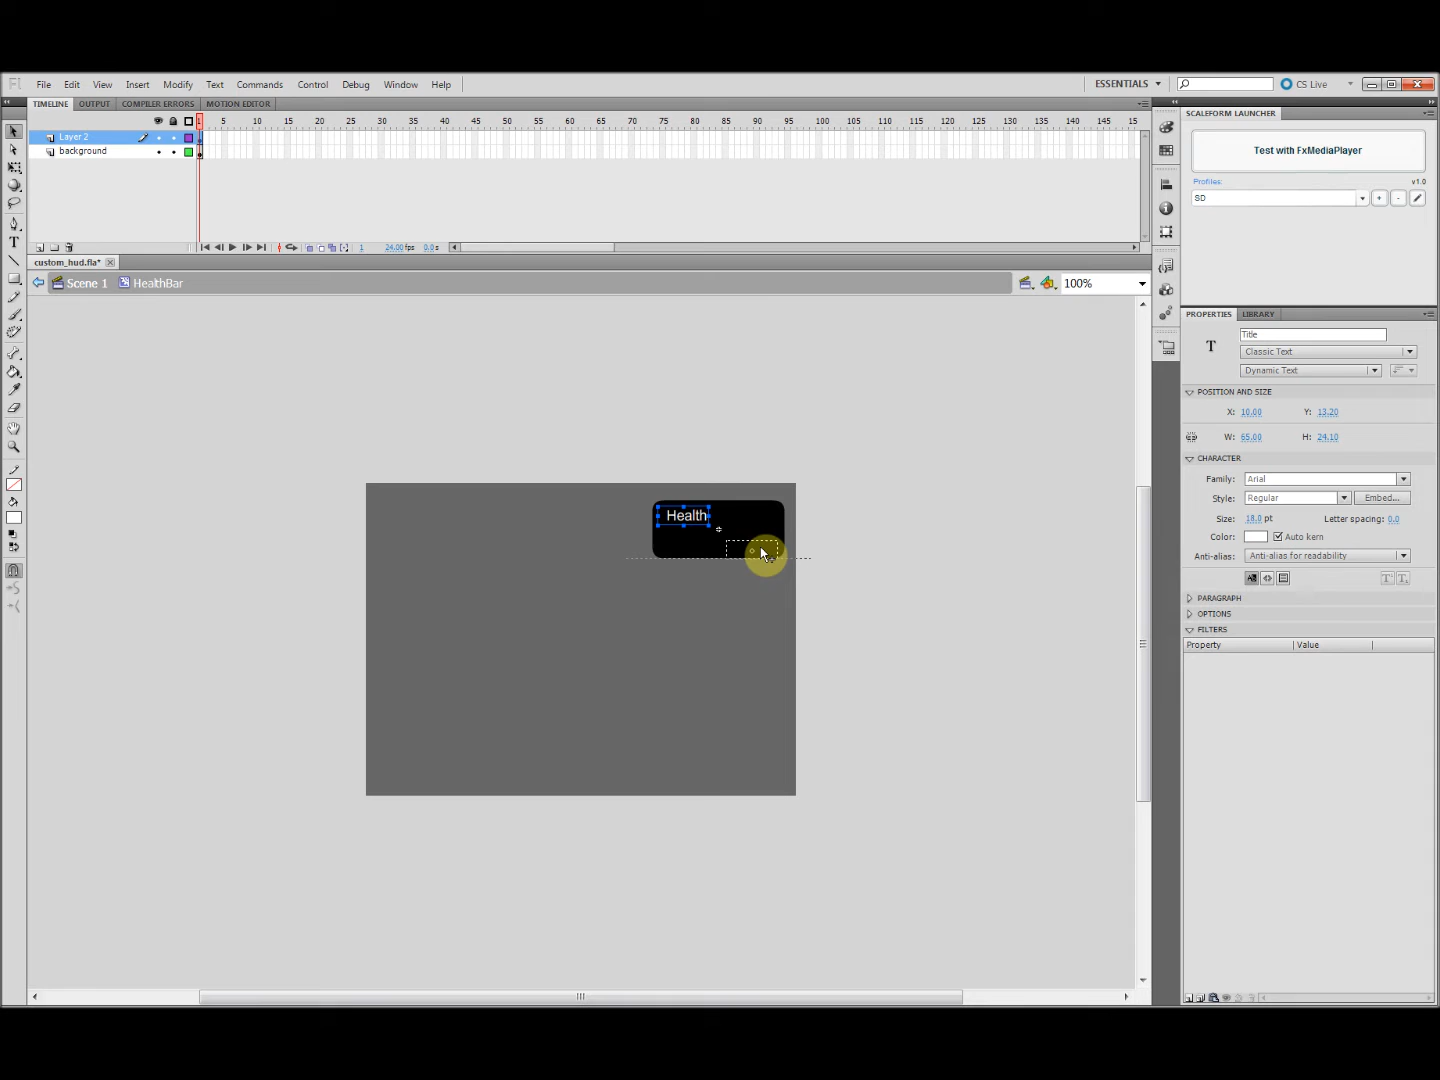 Fl File Edit View Insert Modify Text Commands Control Debug Window Help ESSENTIALS CS Live
TIMELINE OUTPUT COMPILER ERRORS MOTION EDITOR
SCALEFORM LAUNCHER
1 5 10 15 20 25 30 35 40 45 50 55 60 65 70 75 80 85 90 95 100 105 110 115 120 125 130 135 140 145 15
Layer 2
background
Test with FxMediaPlayer
Profiles: v1.0
SD
1 24.00 fps 0.0 s
custom_hud.fla*
Scene 1 HealthBar 100%
PROPERTIES LIBRARY
T Title
Classic Text
Dynamic Text
POSITION AND SIZE
X: 10.00 Y: 13.20
W: 65.00 H: 24.10
CHARACTER
Family: Arial
Style: Regular Embed...
Size: 18.0 pt Letter spacing: 0.0
Color: Auto kern
Anti-alias: Anti-alias for readability
PARAGRAPH
OPTIONS
FILTERS
Property Value
Health